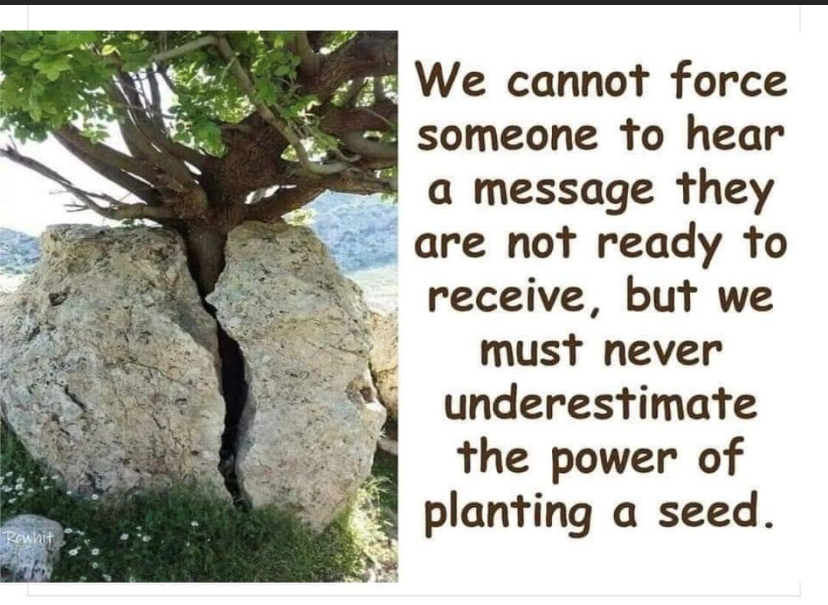 We cannot force
someone to hear
a message they
are not ready to
receive, but we
must never
underestimate
the power of
planting a seed.
Rowhit